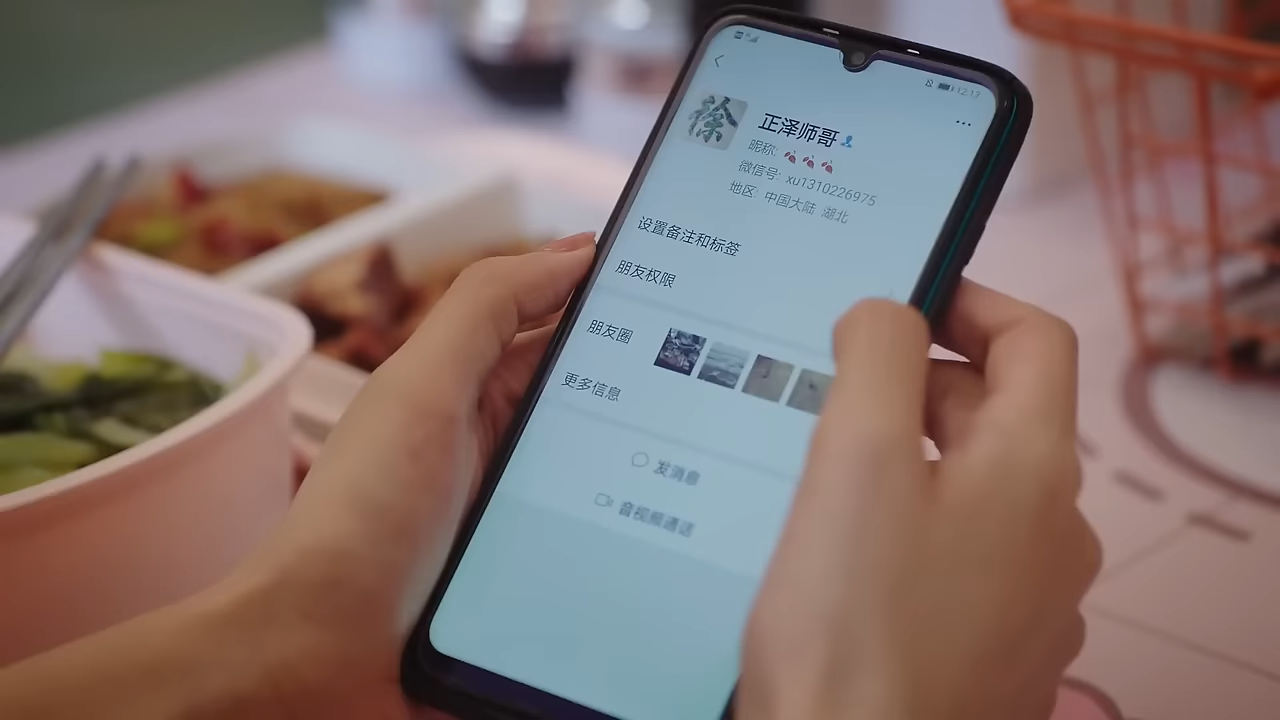 12:17
徐
正泽师哥
昵称:
微信号: xu1310226975
地区: 中国大陆 湖北
设置备注和标签
朋友权限
朋友圈
更多信息
发消息
音视频通话